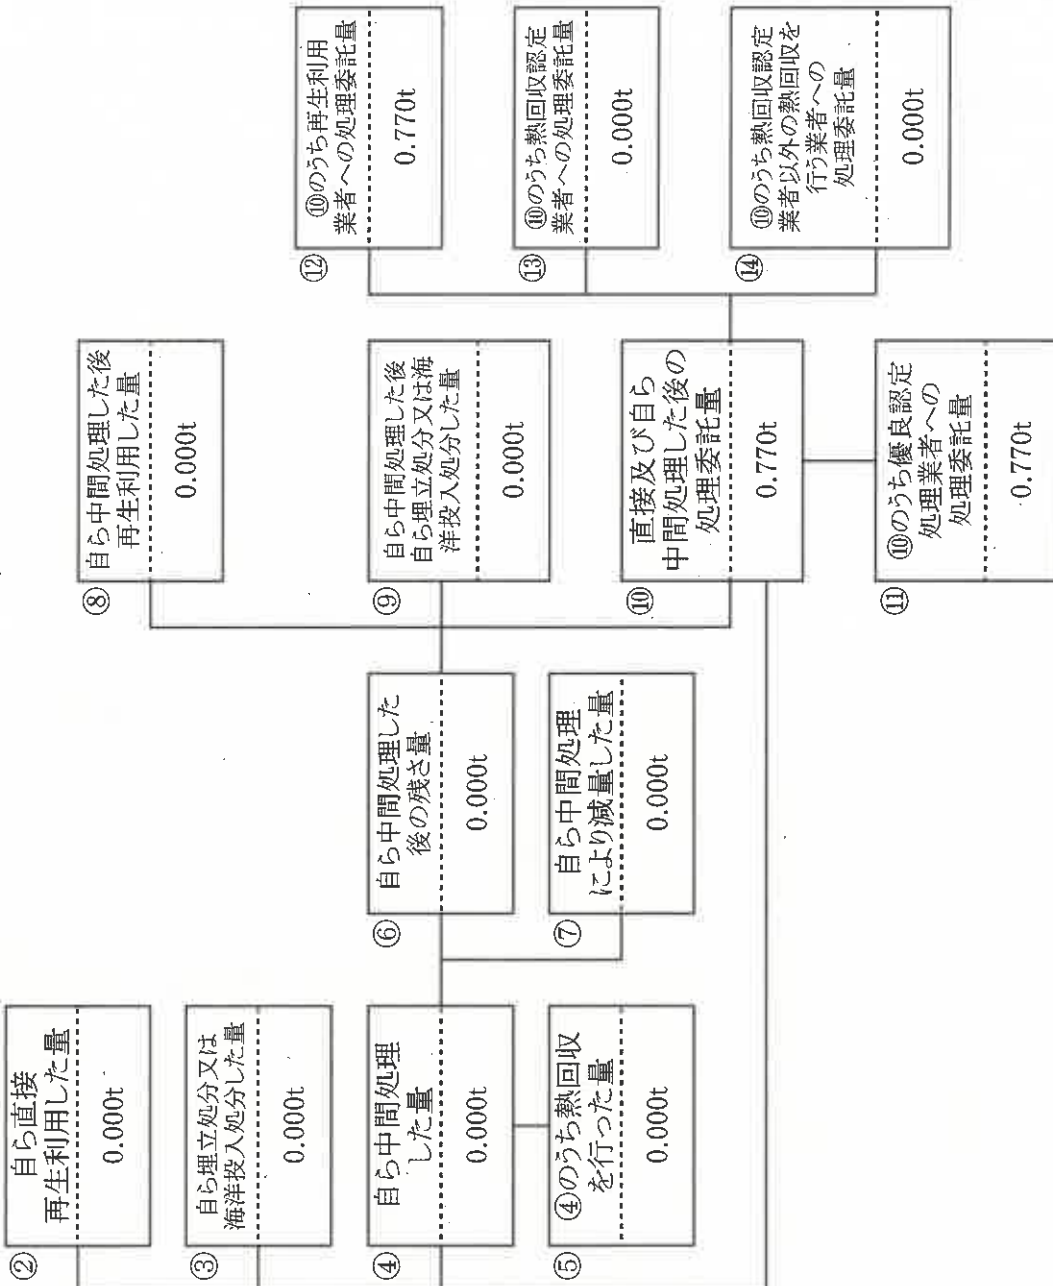 ②
自ら直接
再生利用した量
0.000t
③
自ら埋立処分又は
海洋投入処分した量
0.000t
④
自ら中間処理
した量
0.000t
⑤
④のうち熱回収
を行った量
0.000t
⑥
自ら中間処理した
後の残さ量
0.000t
⑦
自ら中間処理
により減量した量
0.000t
⑧
自ら中間処理した後
再生利用した量
0.000t
⑨
自ら中間処理した後
自ら埋立処分又は海
洋投入処分した量
0.000t
⑩
直接及び自ら
中間処理した後の
処理委託量
0.770t
⑪
⑩のうち優良認定
処理業者への
処理委託量
0.770t
⑫
⑩のうち再生利用
業者への処理委託量
0.770t
⑬
⑩のうち熱回収認定
業者への処理委託量
0.000t
⑭
⑩のうち熱回収認定
業者以外の熱回収を
行う業者への
処理委託量
0.000t